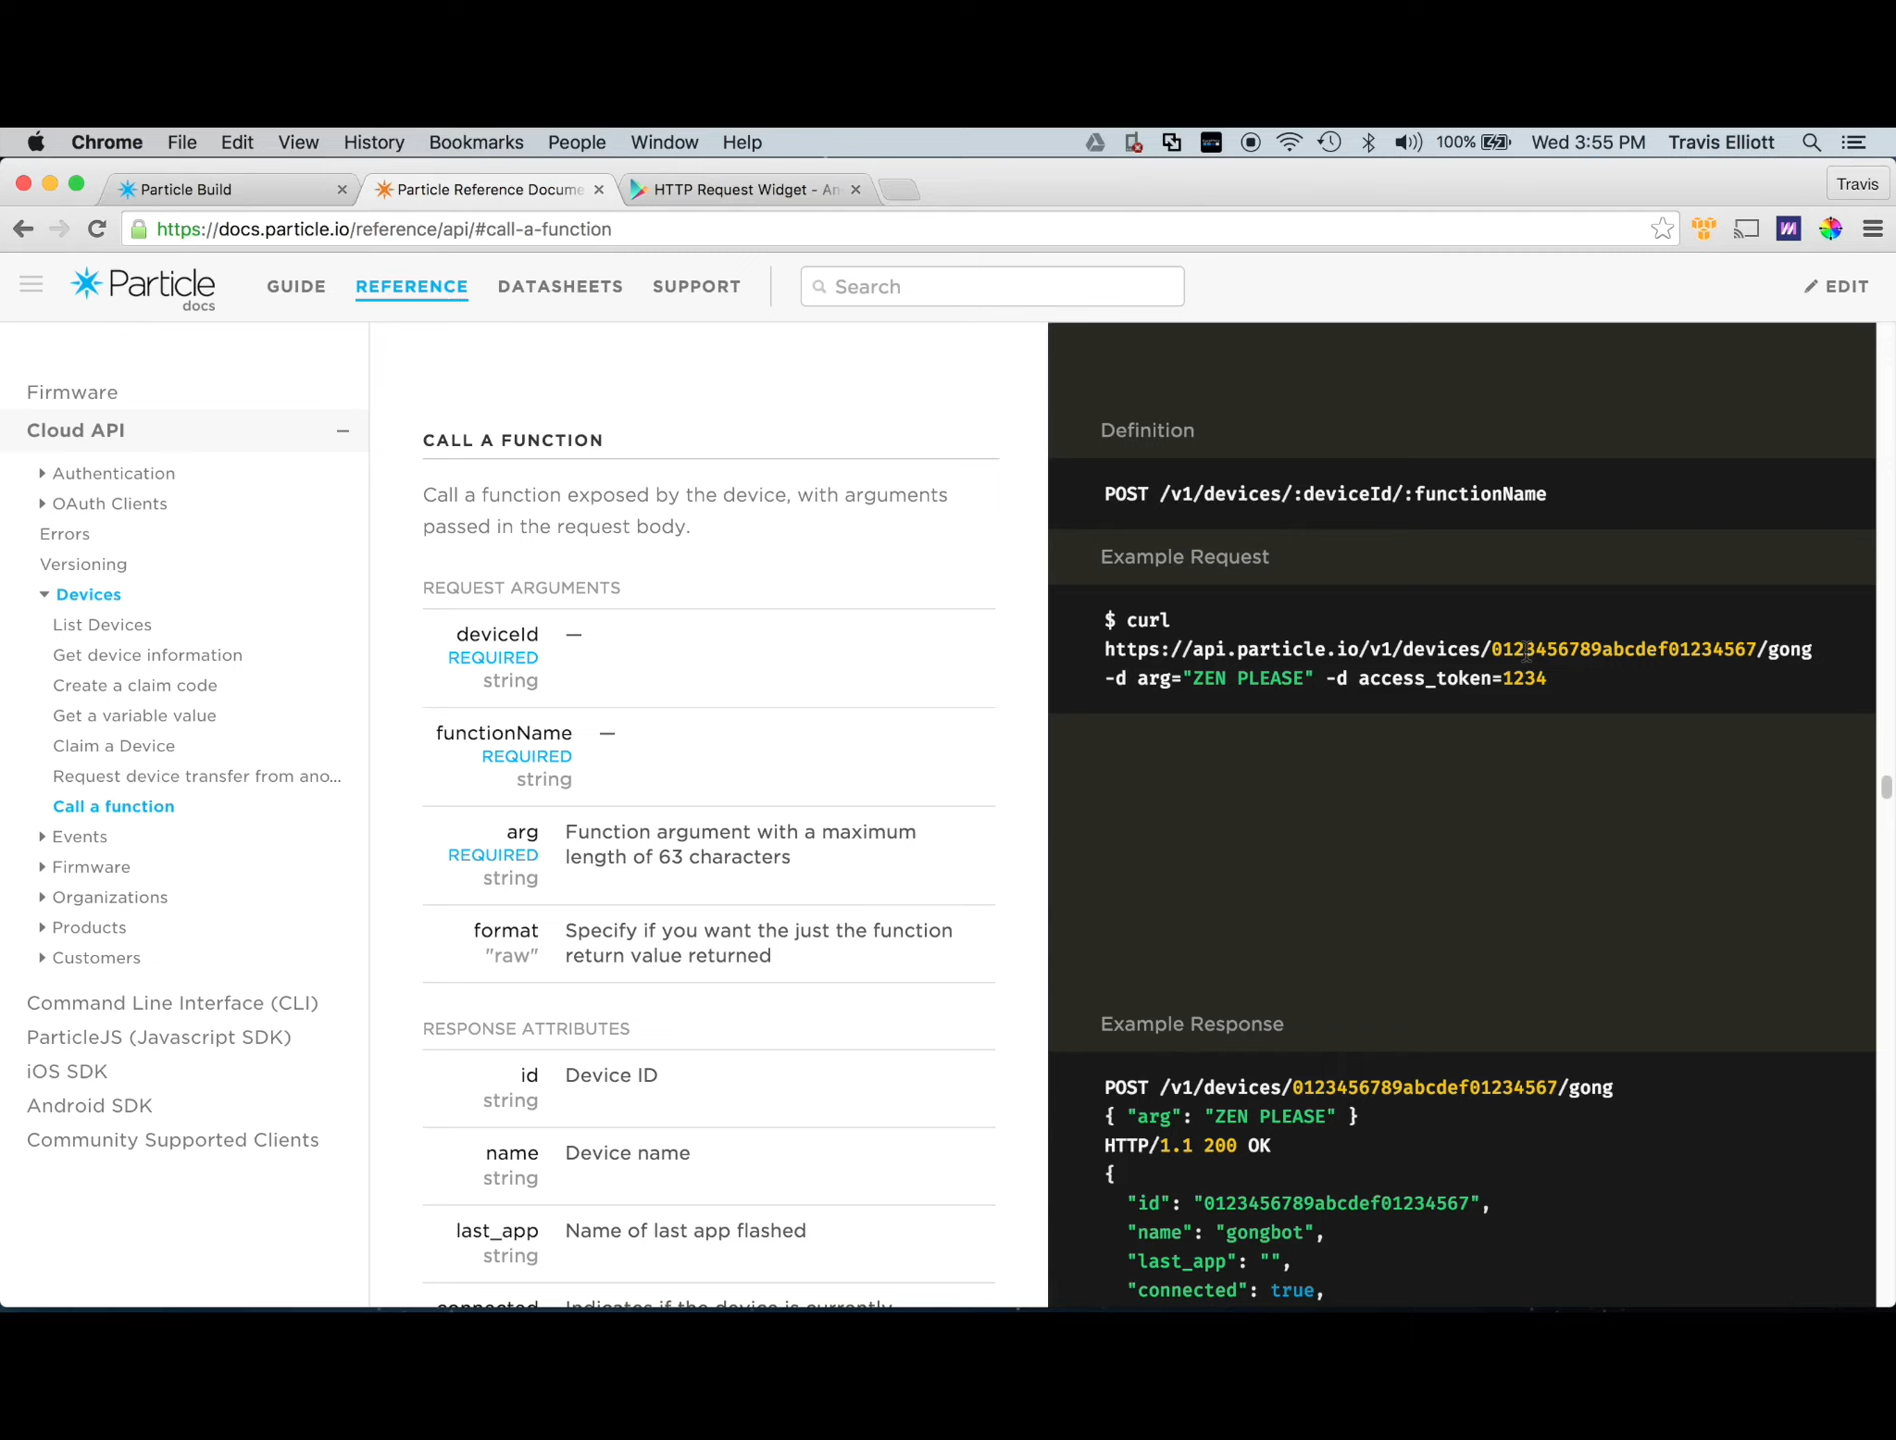 Chrome File Edit View History Bookmarks People Window Help 100% Wed 3:55 PM Travis Elliott
Particle Build Particle Reference Docume HTTP Request Widget - An Travis
https://docs.particle.io/reference/api/#call-a-function
Particle docs
GUIDE REFERENCE DATASHEETS SUPPORT Search EDIT
Firmware
Cloud API
Authentication
OAuth Clients
Errors
Versioning
Devices
List Devices
Get device information
Create a claim code
Get a variable value
Claim a Device
Request device transfer from ano...
Call a function
Events
Firmware
Organizations
Products
Customers
Command Line Interface (CLI)
ParticleJS (Javascript SDK)
iOS SDK
Android SDK
Community Supported Clients
CALL A FUNCTION
Call a function exposed by the device, with arguments
passed in the request body.
REQUEST ARGUMENTS
deviceId —
REQUIRED
string
functionName —
REQUIRED
string
arg Function argument with a maximum
REQUIRED length of 63 characters
string
format Specify if you want the just the function
"raw" return value returned
RESPONSE ATTRIBUTES
id Device ID
string
name Device name
string
last_app Name of last app flashed
string
connected Indicates if the device is currently
Definition
POST /v1/devices/:deviceId/:functionName
Example Request
$ curl
https://api.particle.io/v1/devices/0123456789abcdef01234567/gong
-d arg="ZEN PLEASE" -d access_token=1234
Example Response
POST /v1/devices/0123456789abcdef01234567/gong
{ "arg": "ZEN PLEASE" }
HTTP/1.1 200 OK
{
"id": "0123456789abcdef01234567",
"name": "gongbot",
"last_app": "",
"connected": true,